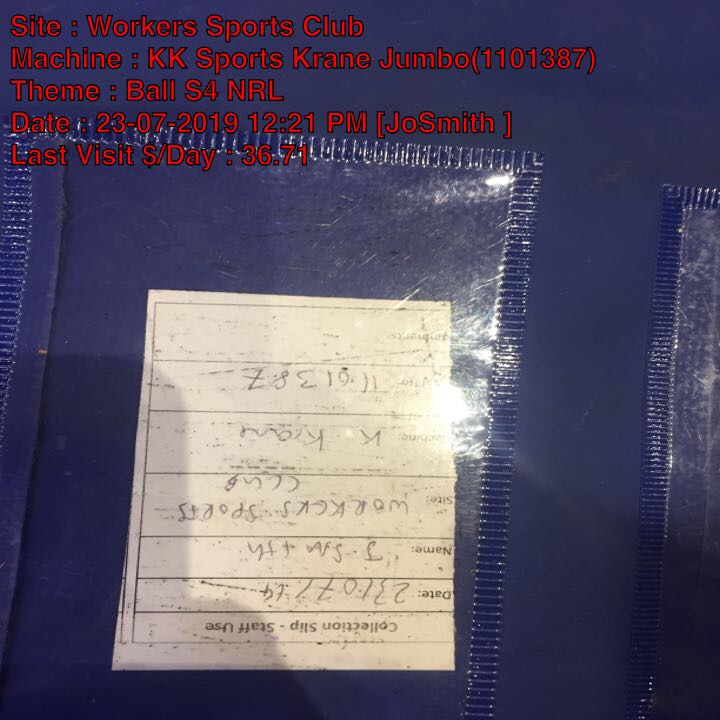 Site : Workers Sports Club
Machine : KK Sports Krane Jumbo(1101387)
Theme : Ball S4 NRL
Date : 23-07-2019 12:21 PM [JoSmith ]
Last Visit $/Day : 36.71
Collection Slip - Staff Use
Date:
Name: J. Smith
Site: WORKERS SPORTS
CLUB
Machine: K Krane
1101387